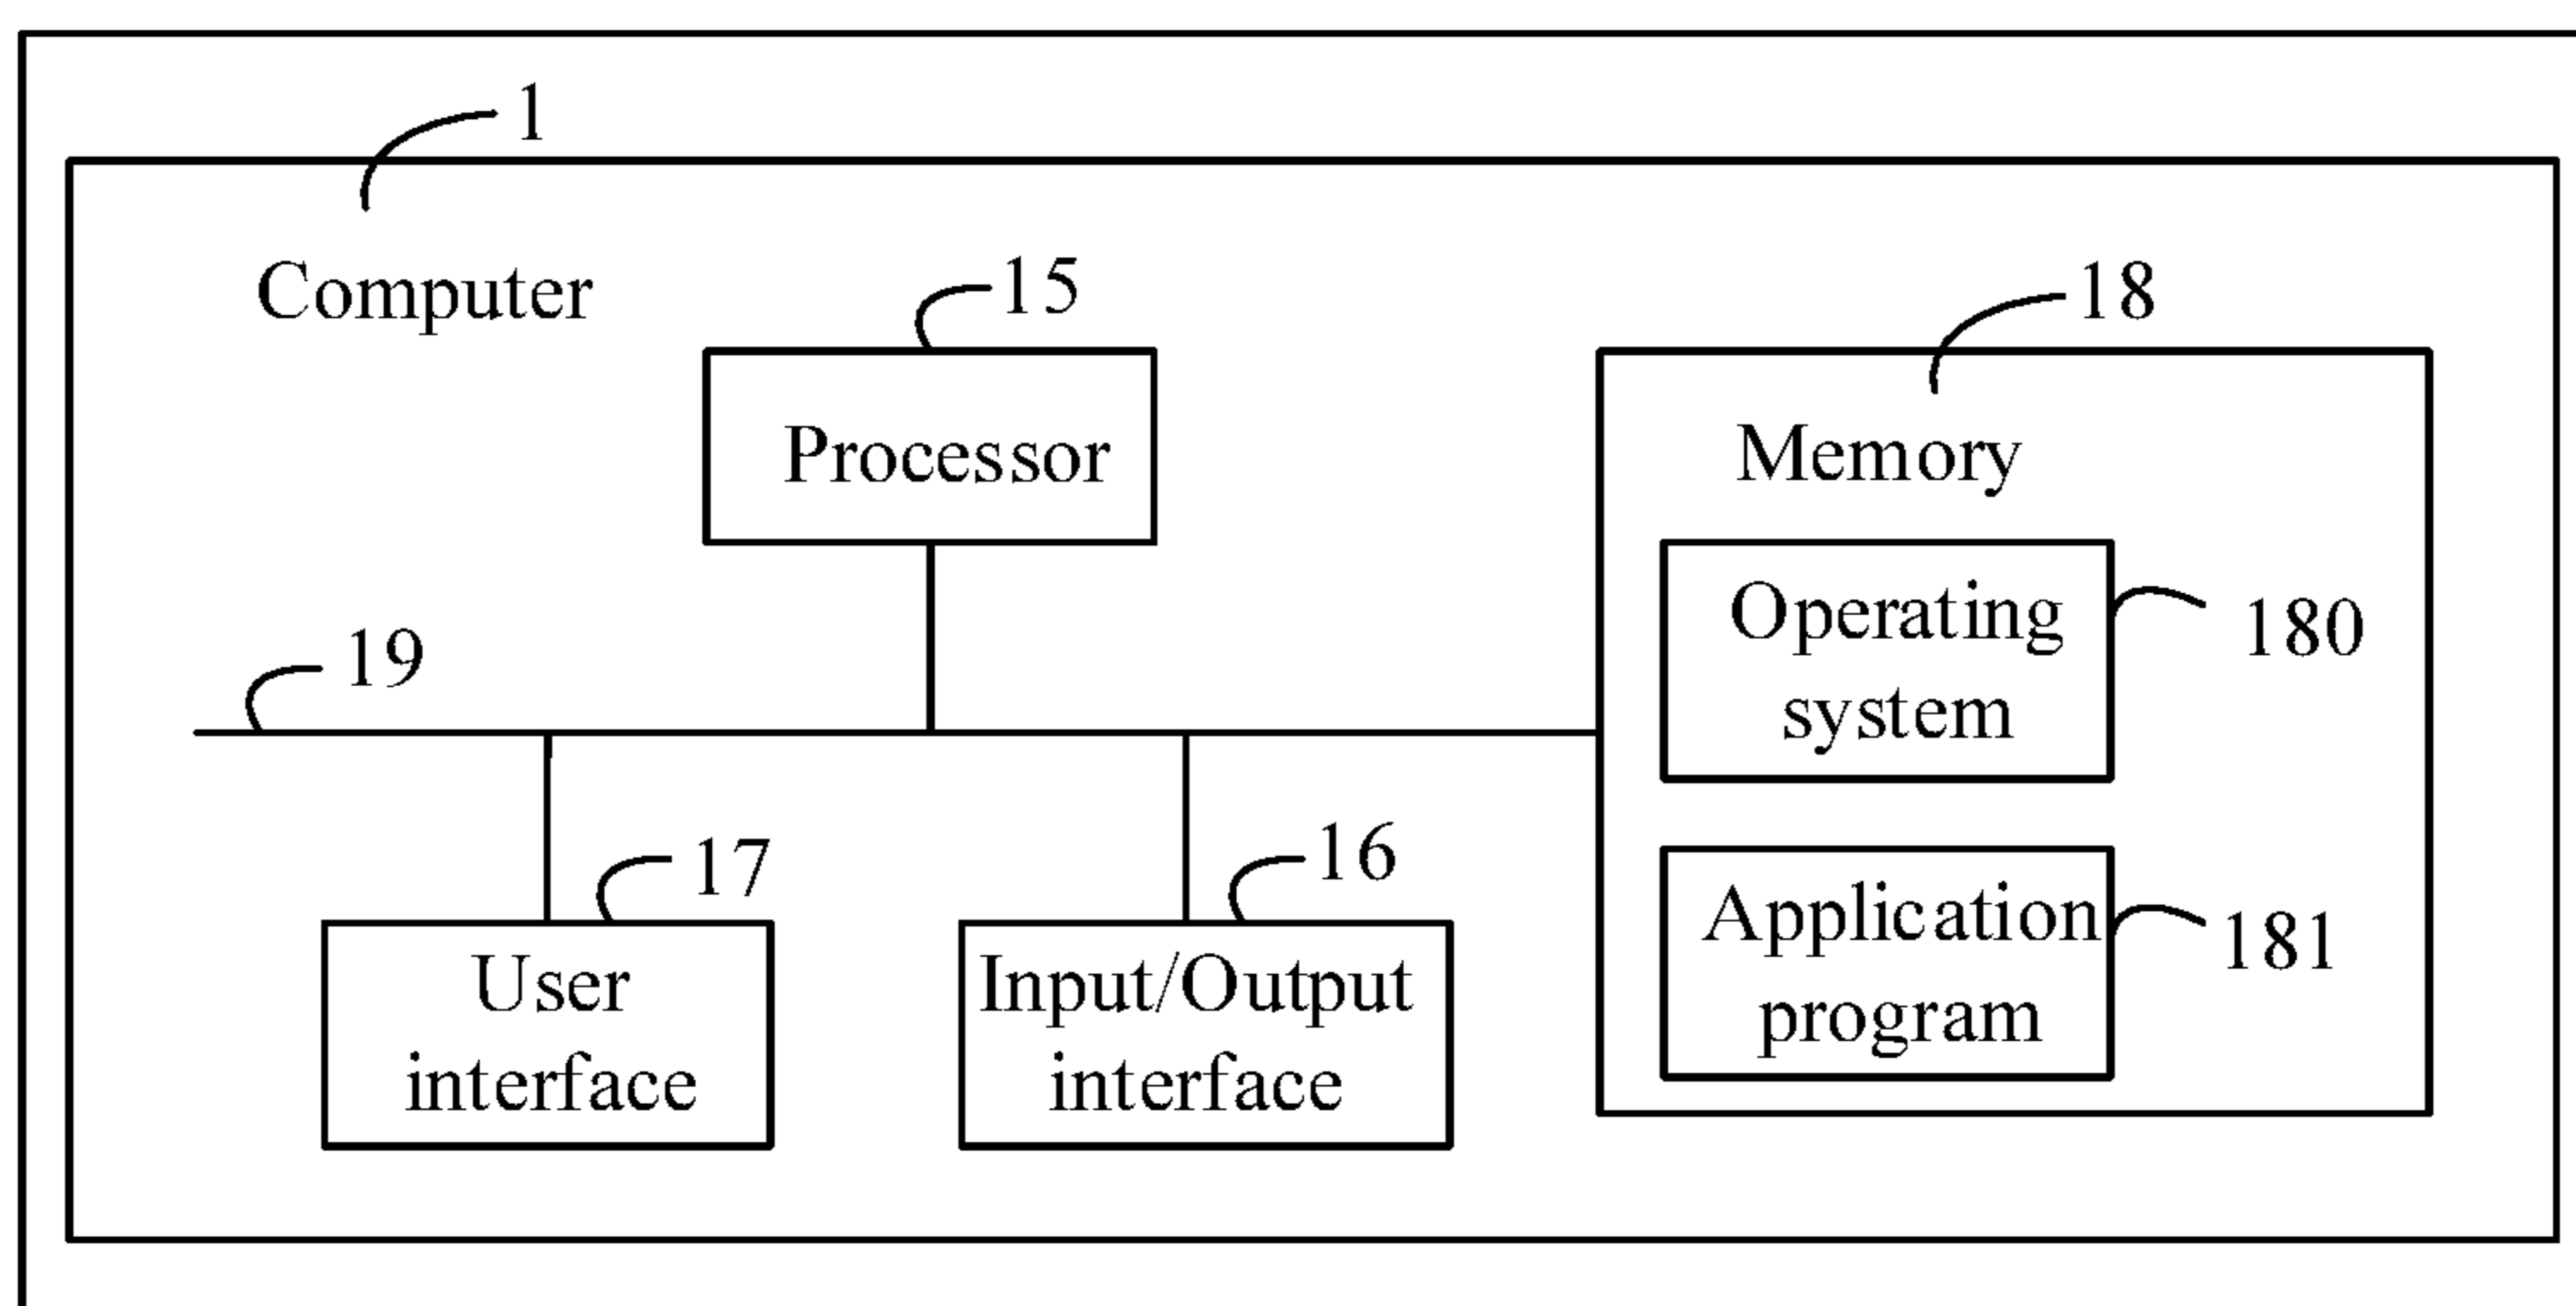 1
Computer
15
18
Processor
Memory
Operating
system
180
19
17
16
Application
program
181
User
interface
Input/Output
interface